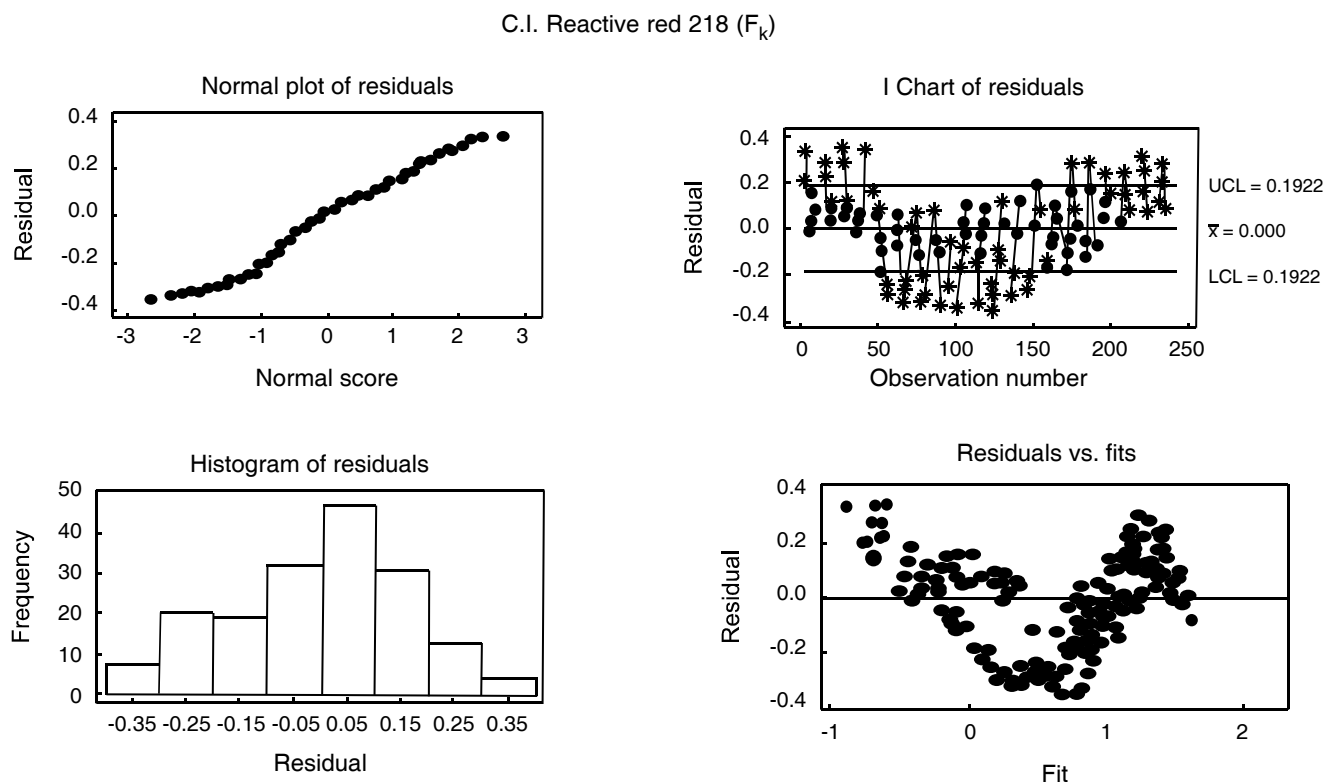 C.I. Reactive red 218 (Fk)
Normal plot of residuals
0.4
0.2
0.0
-0.2
-0.4
Residual
-3 -2 -1 0 1 2 3
Normal score
I Chart of residuals
0.4
0.2
0.0
-0.2
-0.4
Residual
UCL = 0.1922
x̅ = 0.000
LCL = 0.1922
0 50 100 150 200 250
Observation number
Histogram of residuals
50
40
30
20
10
0
Frequency
-0.35 -0.25 -0.15 -0.05 0.05 0.15 0.25 0.35
Residual
Residuals vs. fits
0.4
0.2
0.0
-0.2
-0.4
Residual
-1 0 1 2
Fit